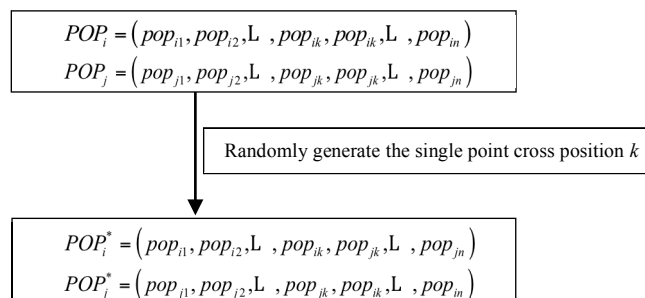 POP_i = (pop_i1, pop_i2, L , pop_ik, pop_ik, L , pop_in)
POP_j = (pop_j1, pop_j2, L , pop_jk, pop_jk, L , pop_jn)
Randomly generate the single point cross position k
POP_i^* = (pop_i1, pop_i2, L , pop_ik, pop_jk, L , pop_jn)
POP_j^* = (pop_j1, pop_j2, L , pop_jk, pop_ik, L , pop_in)